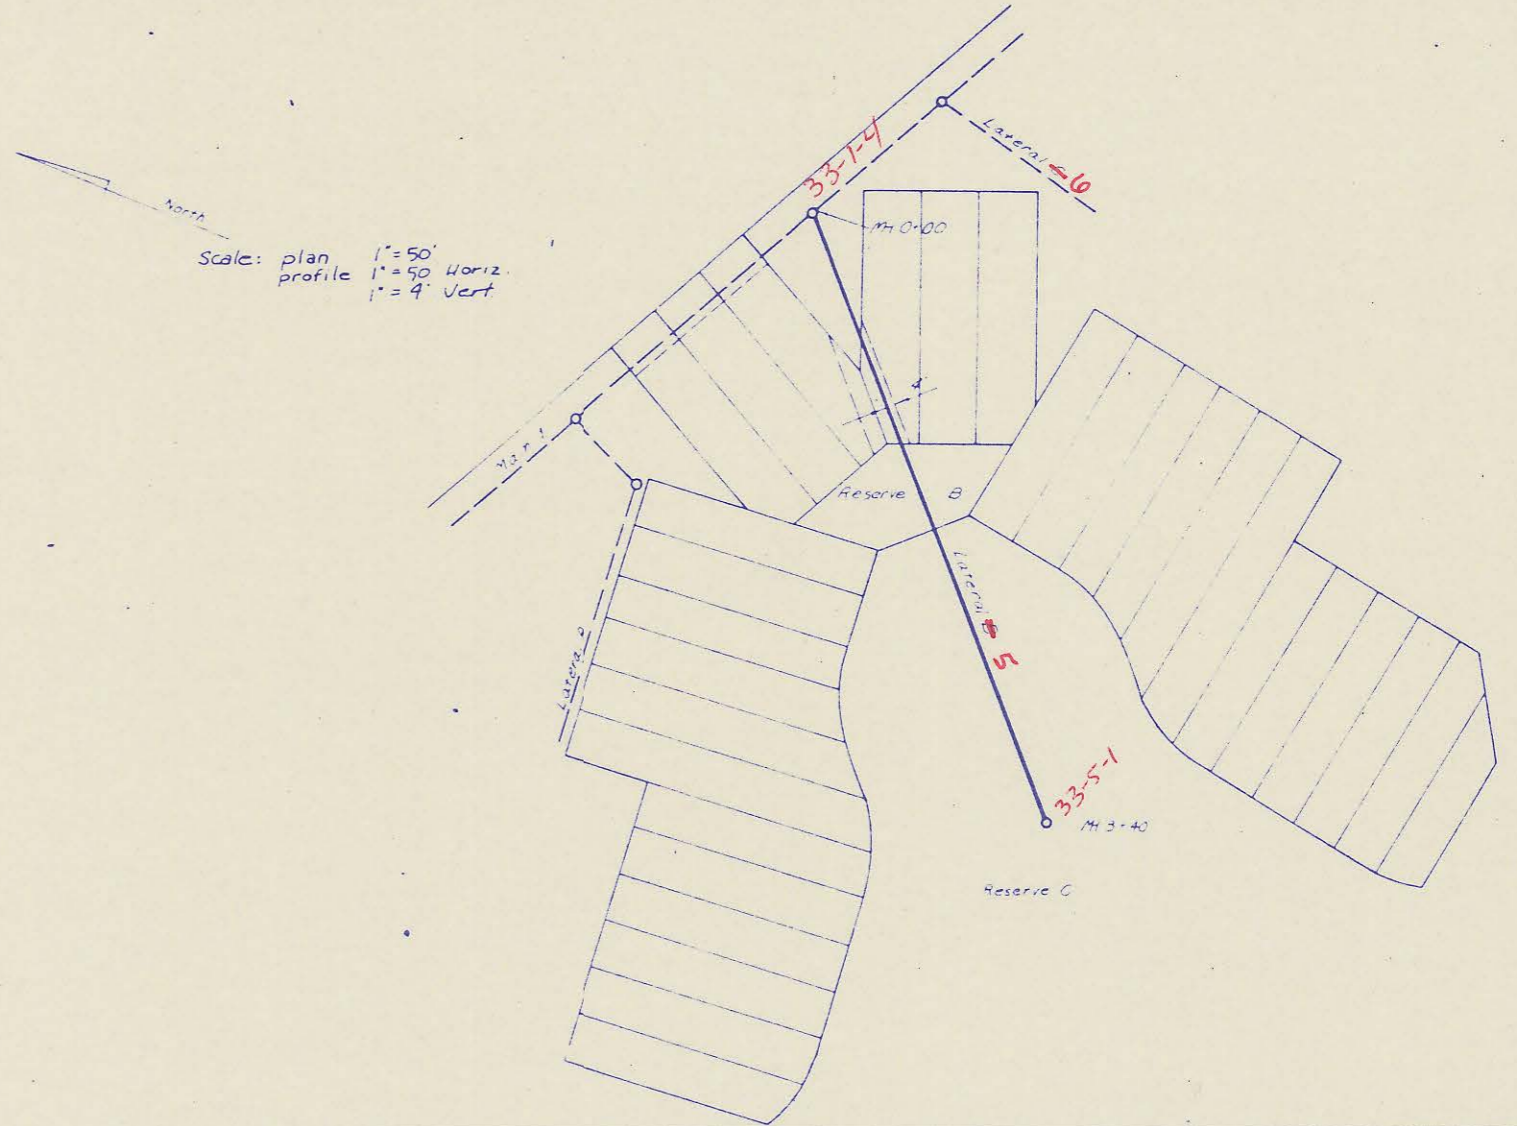 33-1-4
Lateral 6
MH 0+00
North
Scale: plan 1"=50'
profile 1"=50' Horiz.
1"=4' Vert.
4'
Main 1
Reserve B
Lateral 5
Lateral D
33-5-1
MH 3+40
Reserve C